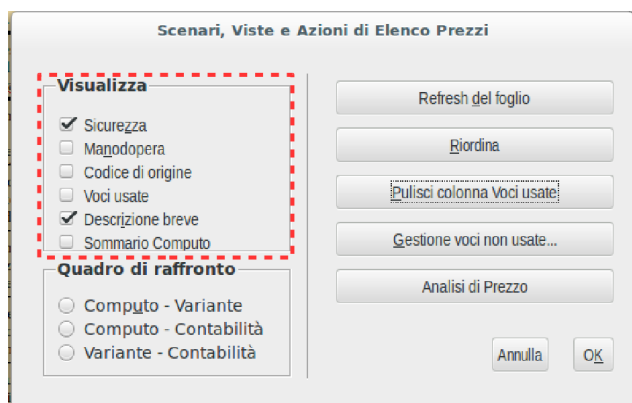 Scenari, Viste e Azioni di Elenco Prezzi
Visualizza
Sicurezza
Manodopera
Codice di origine
Voci usate
Descrizione breve
Sommario Computo
Quadro di raffronto
Computo - Variante
Computo - Contabilità
Variante - Contabilità
Refresh del foglio
Riordina
Pulisci colonna Voci usate
Gestione voci non usate...
Analisi di Prezzo
Annulla
OK